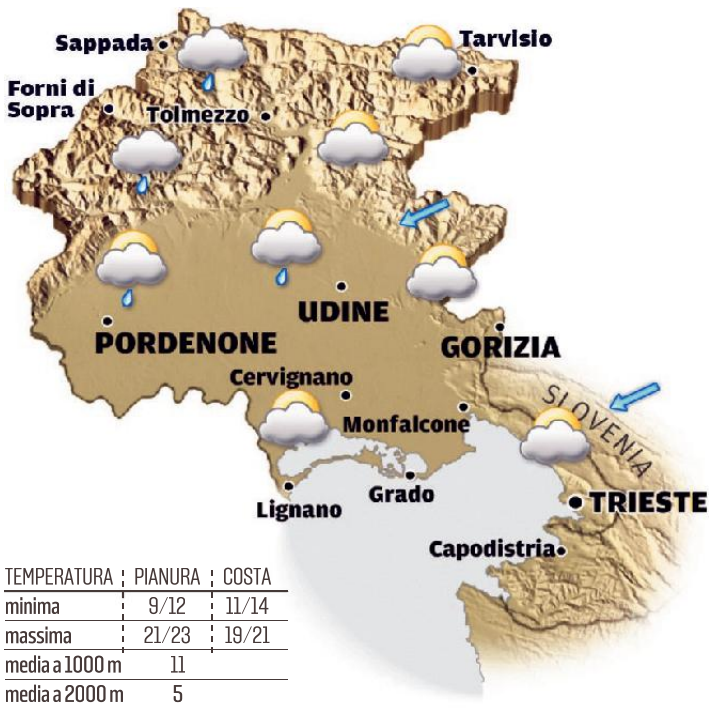 Sappada
Tarvisio
Forni di
Sopra
Tolmezzo
UDINE
PORDENONE
GORIZIA
Cervignano
SLOVENIA
Monfalcone
Lignano
Grado
TRIESTE
Capodistria
TEMPERATURA PIANURA COSTA
minima 9/12 11/14
massima 21/23 19/21
media a 1000 m 11
media a 2000 m 5